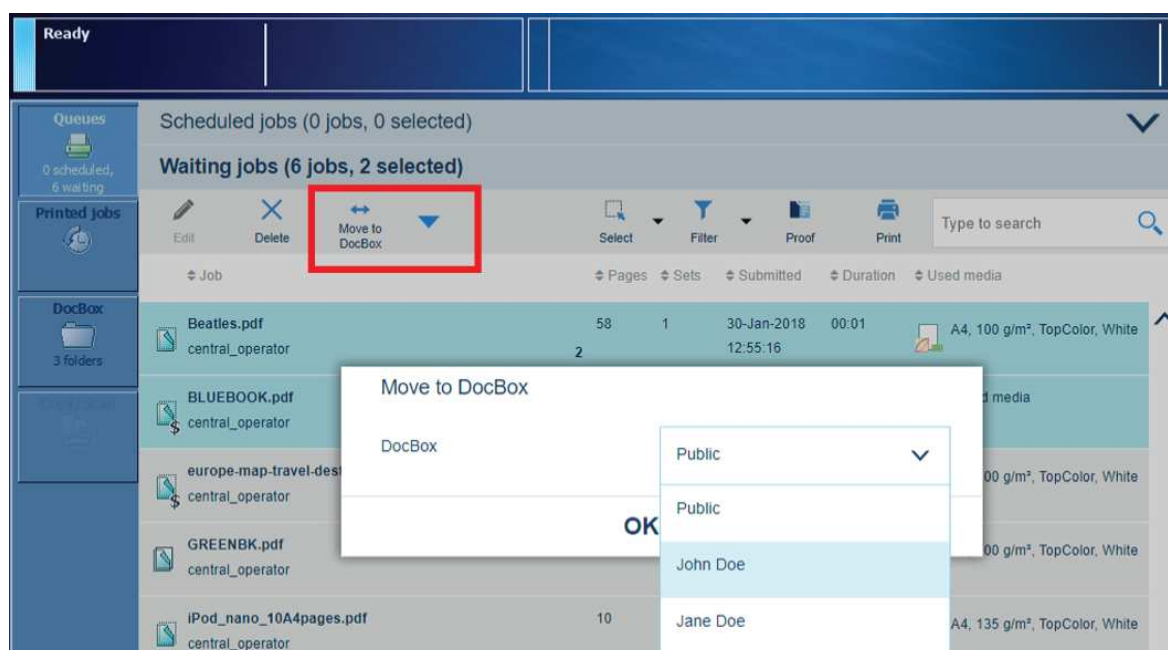 Ready
Queues
0 scheduled,
6 waiting
Printed jobs
DocBox
3 folders
Scheduled jobs (0 jobs, 0 selected)
Waiting jobs (6 jobs, 2 selected)
Edit
Delete
Move to
DocBox
Select
Filter
Proof
Print
Type to search
Job
Pages
Sets
Submitted
Duration
Used media
Beatles.pdf
central_operator
58
2
1
30-Jan-2018
12:55:16
00:01
A4, 100 g/m², TopColor, White
BLUEBOOK.pdf
central_operator
media
europe-map-travel-des
central_operator
00 g/m², TopColor, White
GREENBK.pdf
central_operator
00 g/m², TopColor, White
iPod_nano_10A4pages.pdf
central_operator
10
A4, 135 g/m², TopColor, White
Move to DocBox
DocBox
Public
Public
John Doe
Jane Doe
OK